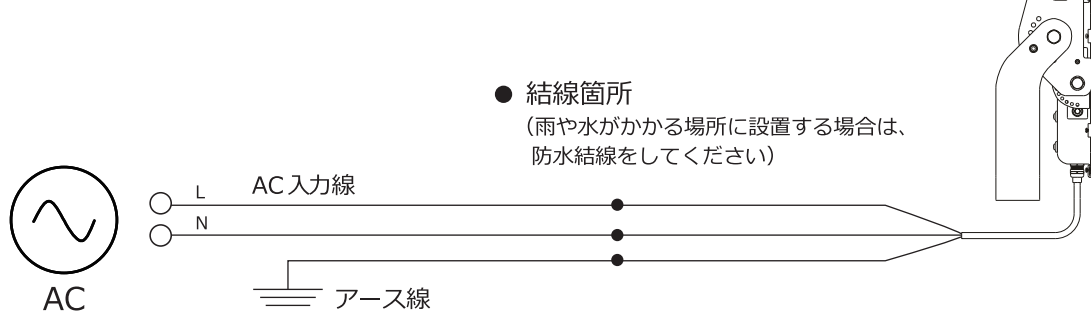 ● 結線箇所
（雨や水がかかる場所に設置する場合は、
防水結線をしてください）
L
AC入力線
N
アース線
AC